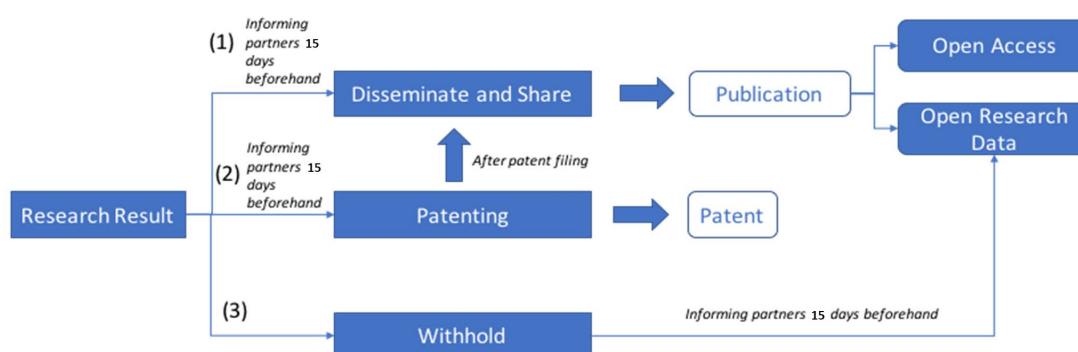 (1)
Informing
partners 15
days
beforehand
Disseminate and Share
Publication
Open Access
Open Research
Data
(2)
Informing
partners 15
days
beforehand
After patent filing
Research Result
Patenting
Patent
(3)
Withhold
Informing partners 15 days beforehand